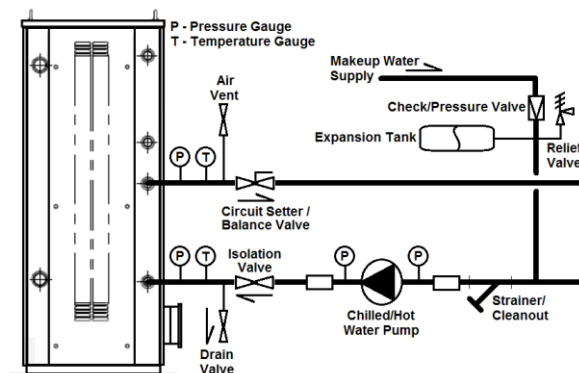 P - Pressure Gauge
T - Temperature Gauge
Air
Vent
Makeup Water
Supply
Check/Pressure Valve
Expansion Tank
Relief
Valve
P
T
Circuit Setter /
Balance Valve
Isolation
Valve
P
T
P
P
Chilled/Hot
Water Pump
Strainer/
Cleanout
Drain
Valve